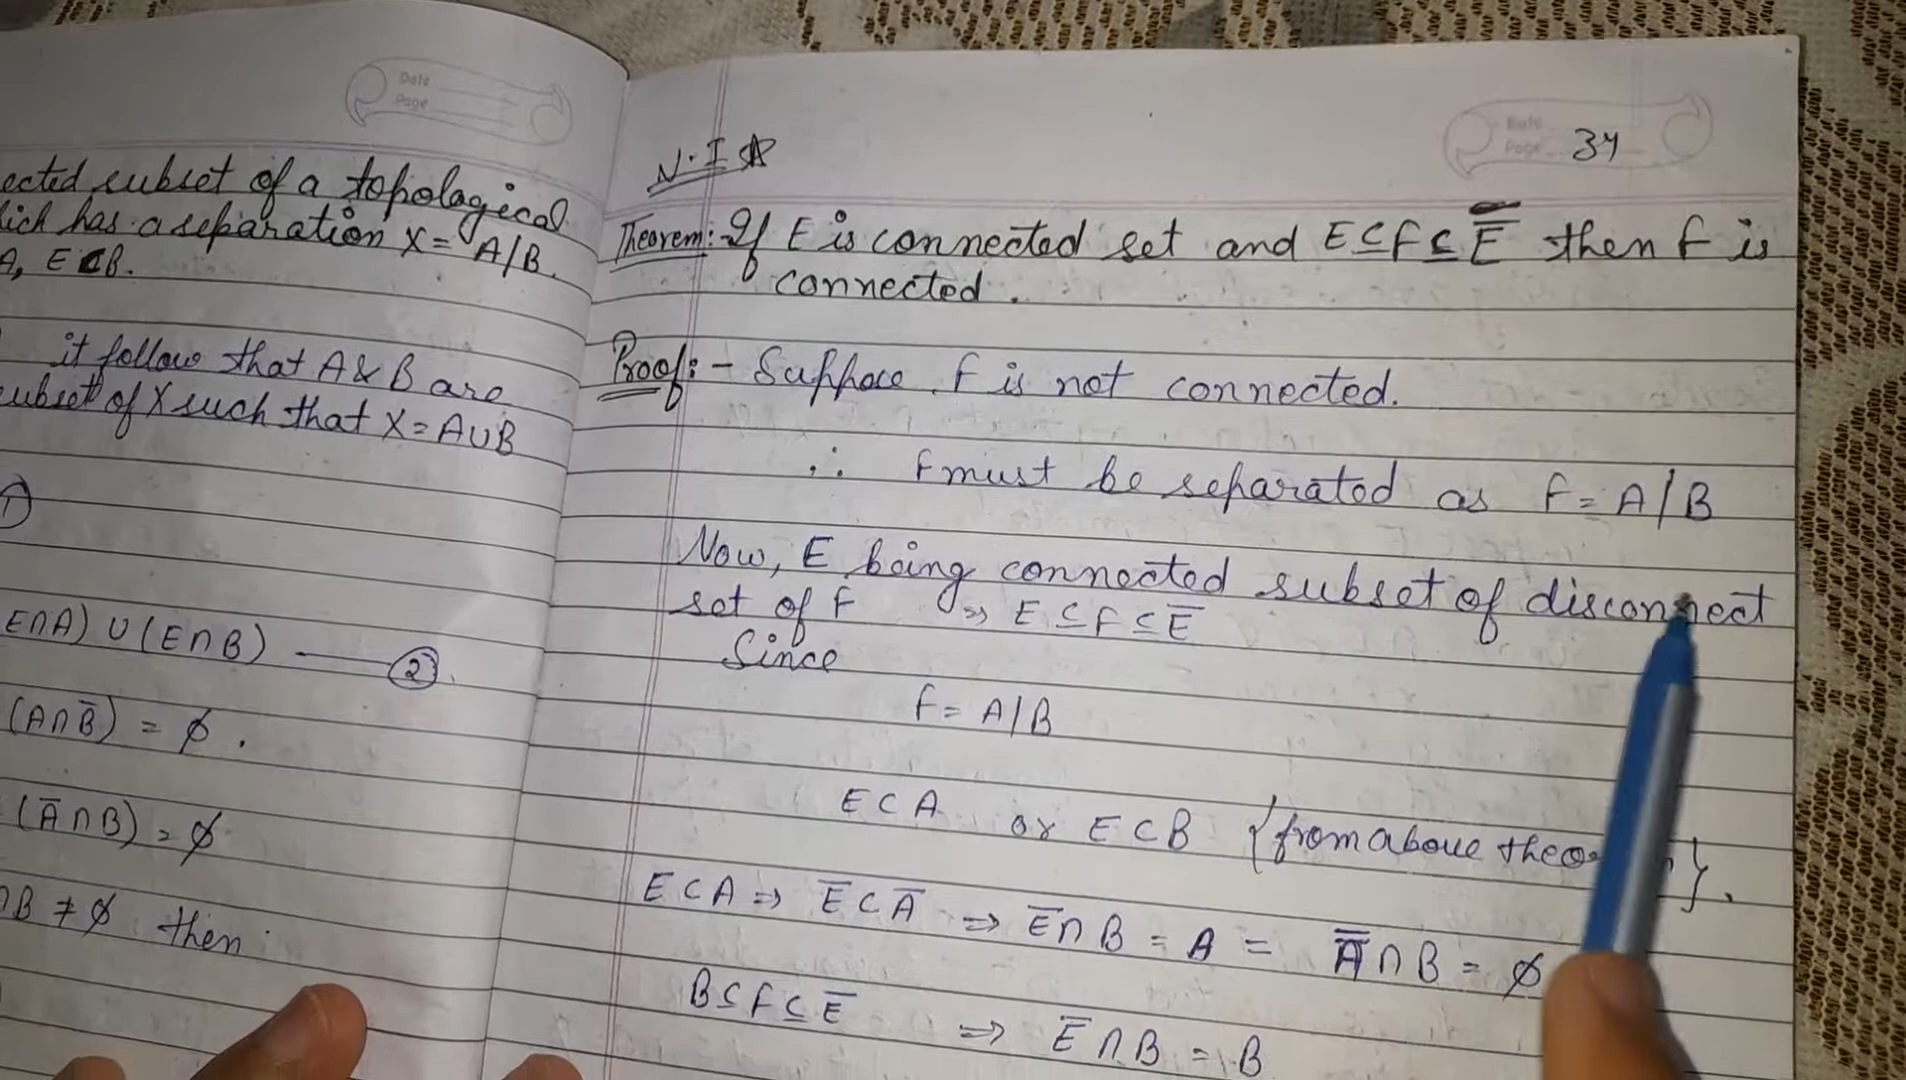 Date
Page
ected subset of a topological
ich has a separation X = A/B.
A, E⊂B.
it follow that A & B are
ubset of X such that X = A∪B
①
E∩A) ∪ (E∩B) — ②.
(A∩B̅) = ϕ.
(A̅∩B) = ϕ
∩B ≠ ϕ then
N.I
Date
Page 34
Theorem: If E is connected set and E⊆F⊆E̅ then F is
connected.
Proof:- Suppose F is not connected.
∴ F must be separated as F = A/B
Now, E being connected subset of disconnect
set of F ⇒ E⊆F⊆E̅
Since
F = A/B
E⊂A or E⊂B {from above theo }.
E⊂A ⇒ E̅⊂A̅ ⇒ E̅∩B = A = A̅∩B = ϕ
B⊆F⊆E̅ ⇒ E̅∩B = B